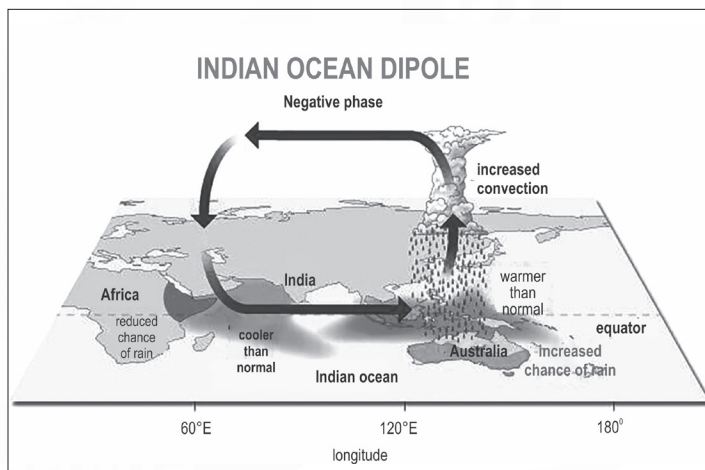 INDIAN OCEAN DIPOLE
Negative phase
increased
convection
Africa
India
warmer
than
normal
reduced
chance
of rain
cooler
than
normal
equator
Australia
increased
chance of rain
Indian ocean
60°E
120°E
180⁰
longitude